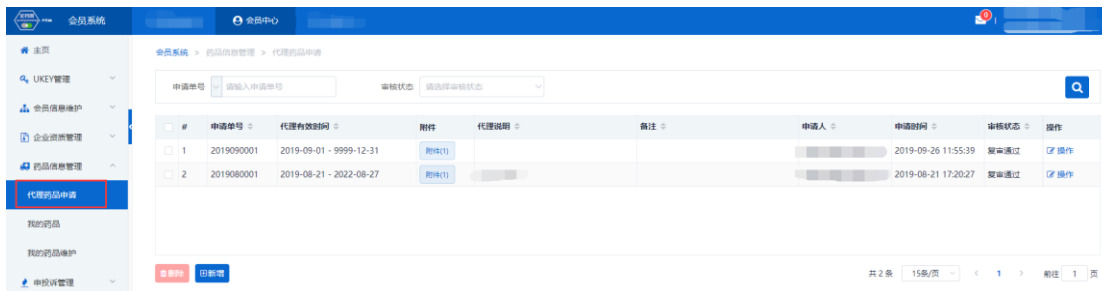 会员系统
会员中心
0
主页
会员系统 > 药品信息管理 > 代理药品申请
UKEY管理
申请单号 请输入申请单号 审核状态 请选择审核状态
会员信息维护
# 申请单号 代理有效时间 附件 代理说明 备注 申请人 申请时间 审核状态 操作
企业资质管理
1 2019090001 2019-09-01 - 9999-12-31 附件(1) 2019-09-26 11:55:39 复审通过 操作
药品信息管理
2 2019080001 2019-08-21 - 2022-08-27 附件(1) 2019-08-21 17:20:27 复审通过 操作
代理药品申请
我的药品
我的药品维护
删除 新增 共 2 条 15条/页 < 1 > 前往 1 页
申投诉管理